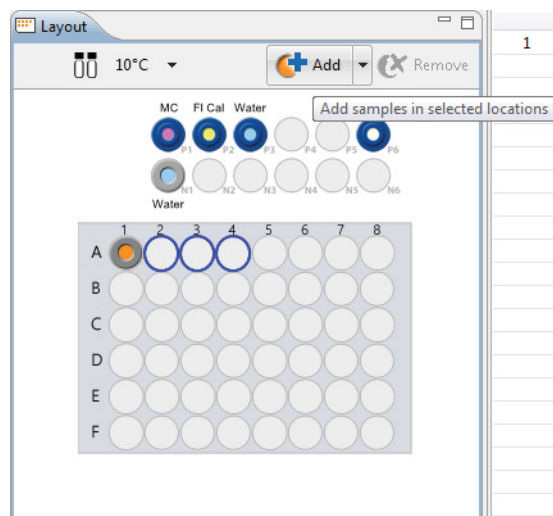 Layout
1
10°C Add Remove
Add samples in selected locations
MC FI Cal Water
P1 P2 P3 P4 P5 P6
N1 N2 N3 N4 N5 N6
Water
1 2 3 4 5 6 7 8
A
B
C
D
E
F